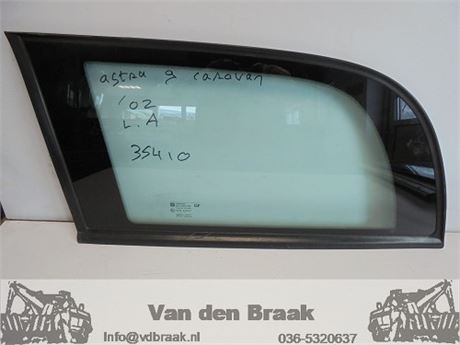 astra g caravan
'02
L.A
35410
Van den Braak
Info@vdbraak.nl 036-5320637